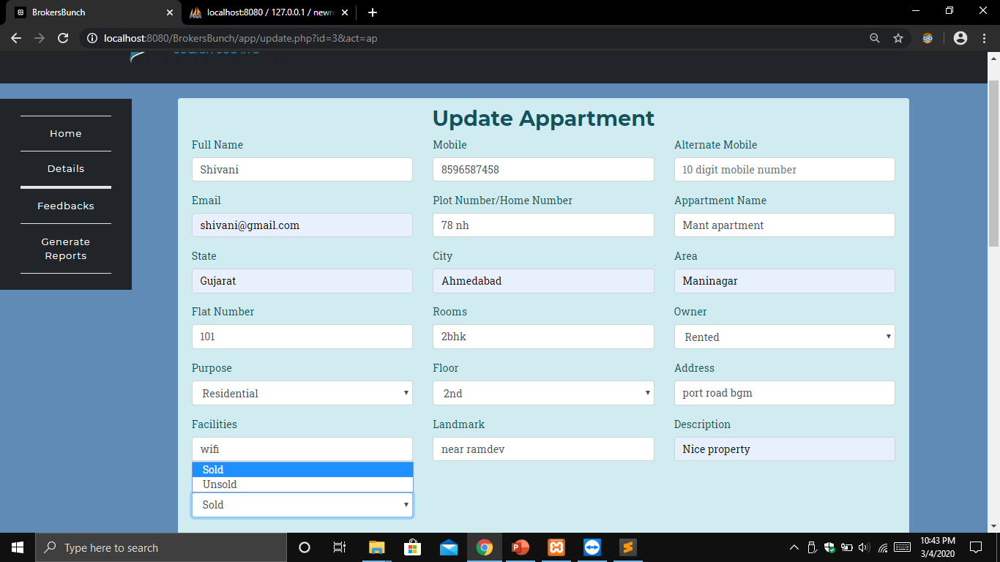 BrokersBunch
localhost:8080 / 127.0.0.1 / newre
localhost:8080/BrokersBunch/app/update.php?id=3&act=ap
Home
Details
Feedbacks
Generate
Reports
Update Appartment
Full Name Mobile Alternate Mobile
Shivani 8596587458 10 digit mobile number
Email Plot Number/Home Number Appartment Name
shivani@gmail.com 78 nh Mant apartment
State City Area
Gujarat Ahmedabad Maninagar
Flat Number Rooms Owner
101 2bhk Rented
Purpose Floor Address
Residential 2nd port road bgm
Facilities Landmark Description
wifi near ramdev Nice property
Sold
Unsold
Sold
Type here to search
10:43 PM
3/4/2020